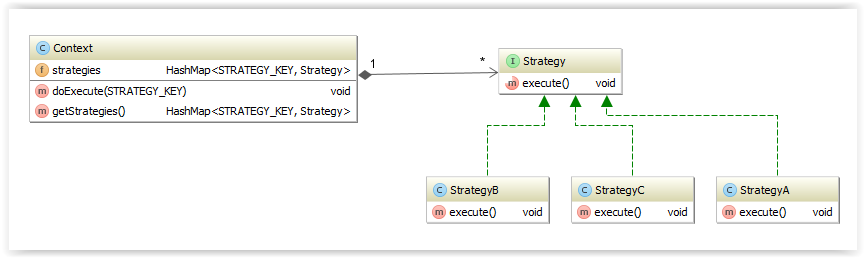 C Context
f strategies HashMap<STRATEGY_KEY, Strategy>
m doExecute(STRATEGY_KEY) void
m getStrategies() HashMap<STRATEGY_KEY, Strategy>
1 *
I Strategy
m execute() void
C StrategyB
m execute() void
C StrategyC
m execute() void
C StrategyA
m execute() void